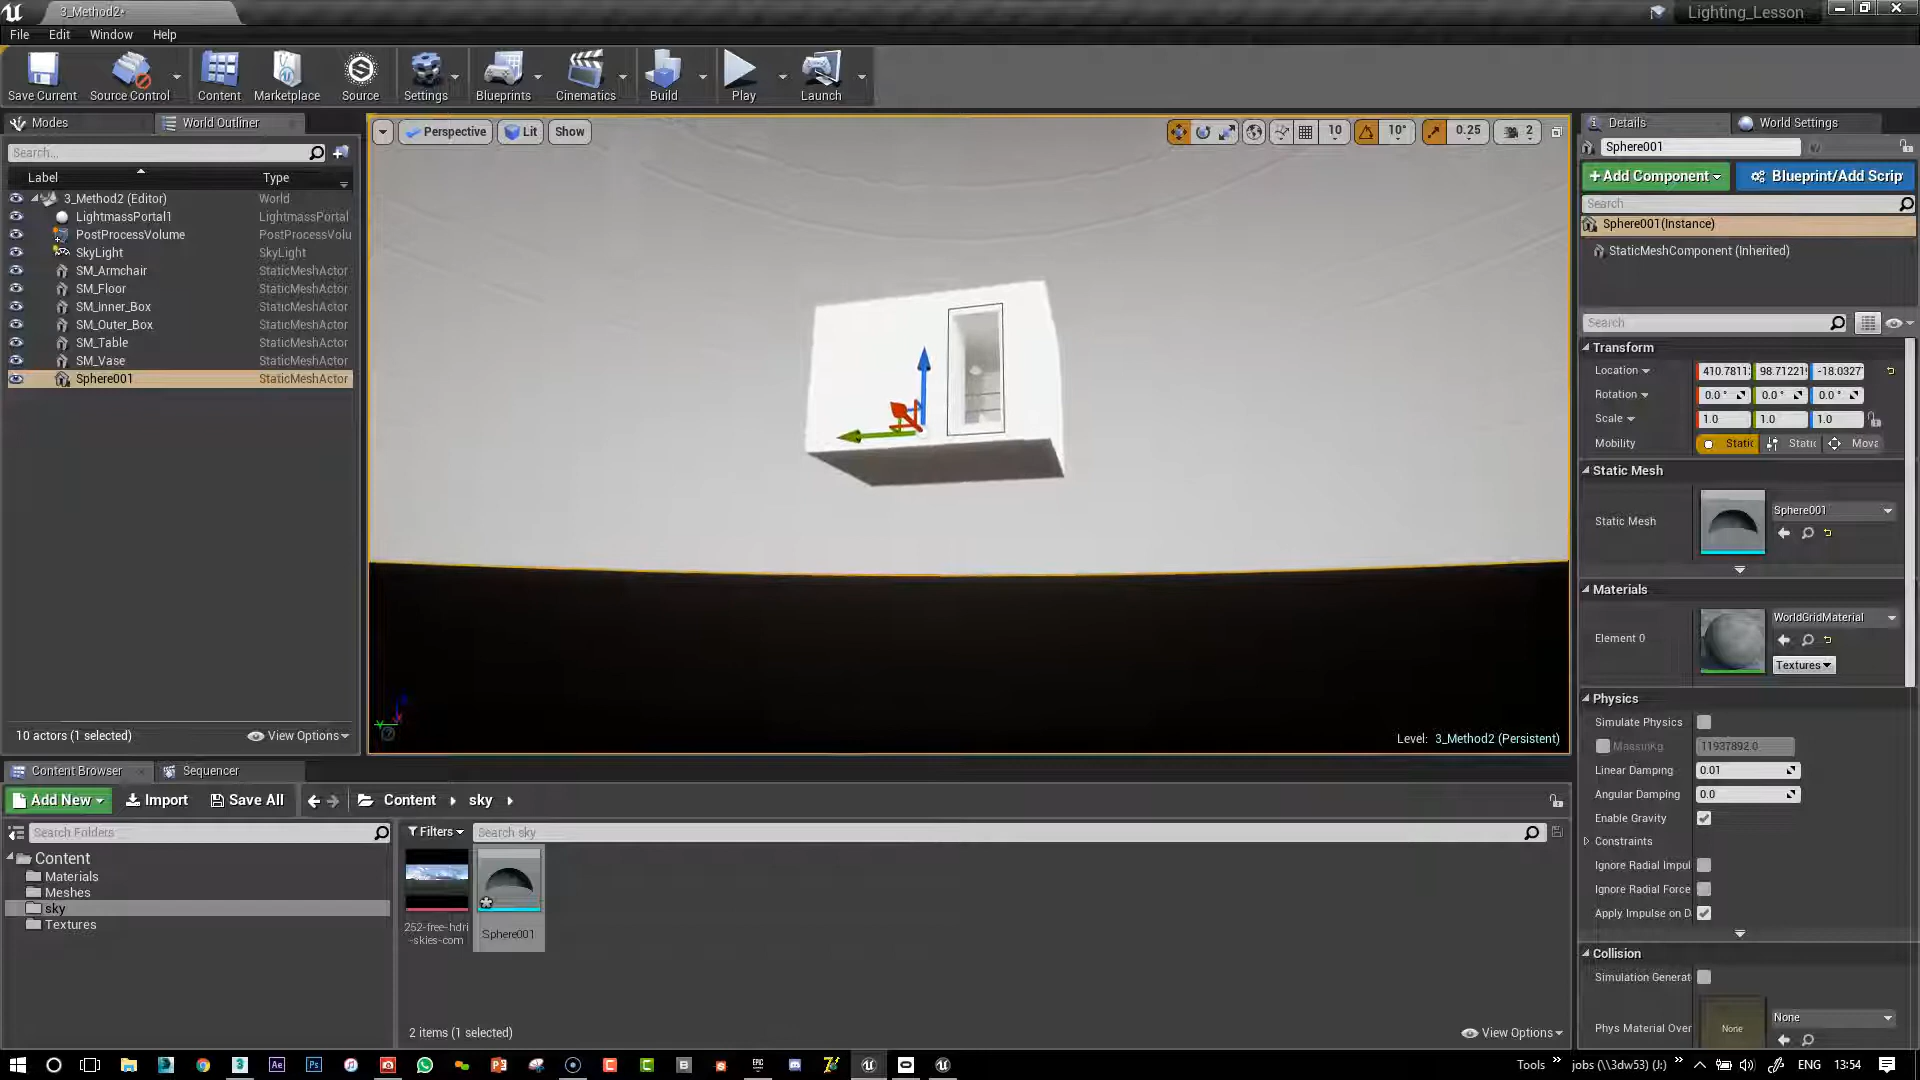 3_Method2*
Lighting_Lesson
File Edit Window Help
Save Current Source Control Content Marketplace Source Settings Blueprints Cinematics Build Play Launch
Modes World Outliner
Search...
Label Type
3_Method2 (Editor) World
LightmassPortal1 LightmassPortal
PostProcessVolume PostProcessVolu
SkyLight SkyLight
SM_Armchair StaticMeshActor
SM_Floor StaticMeshActor
SM_Inner_Box StaticMeshActor
SM_Outer_Box StaticMeshActor
SM_Table StaticMeshActor
SM_Vase StaticMeshActor
Sphere001 StaticMeshActor
10 actors (1 selected) View Options
Perspective Lit Show
10 10° 0.25 2
Level: 3_Method2 (Persistent)
Details World Settings
Sphere001
+Add Component Blueprint/Add Scrip
Search
Sphere001(Instance)
StaticMeshComponent (Inherited)
Search
Transform
Location 410.7811 98.71221 -18.0327
Rotation 0.0° 0.0° 0.0°
Scale 1.0 1.0 1.0
Mobility Static Static Mova
Static Mesh
Static Mesh Sphere001
Materials
Element 0 WorldGridMaterial
Textures
Physics
Simulate Physics
MassInKg 11937892.0
Linear Damping 0.01
Angular Damping 0.0
Enable Gravity
Constraints
Ignore Radial Impul
Ignore Radial Force
Apply Impulse on D
Collision
Simulation Generat
Phys Material Over None None
Content Browser Sequencer
Add New Import Save All Content sky
Search Folders
Filters Search sky
Content
Materials
Meshes
sky
Textures
252-free-hdri
-skies-com
Sphere001
2 items (1 selected) View Options
Tools jobs (\\3dw53) (J:) ENG 13:54